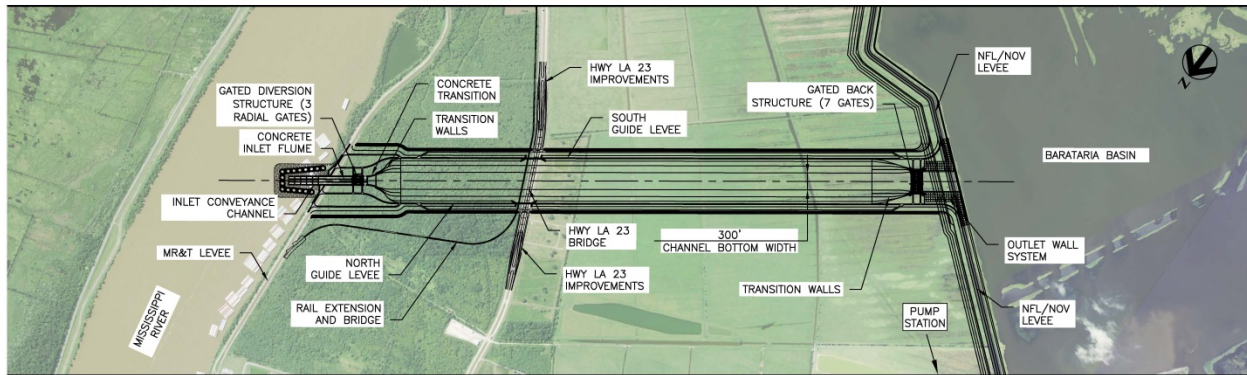 HWY LA 23
IMPROVEMENTS
NFL/NOV
LEVEE
Z
GATED DIVERSION
STRUCTURE (3
RADIAL GATES)
CONCRETE
TRANSITION
GATED BACK
STRUCTURE (7 GATES)
TRANSITION
WALLS
SOUTH
GUIDE LEVEE
CONCRETE
INLET FLUME
BARATARIA BASIN
INLET CONVEYANCE
CHANNEL
HWY LA 23
BRIDGE
300'
CHANNEL BOTTOM WIDTH
OUTLET WALL
SYSTEM
MR&T LEVEE
NORTH
GUIDE LEVEE
HWY LA 23
IMPROVEMENTS
TRANSITION WALLS
RAIL EXTENSION
AND BRIDGE
NFL/NOV
LEVEE
MISSISSIPPI
RIVER
PUMP
STATION